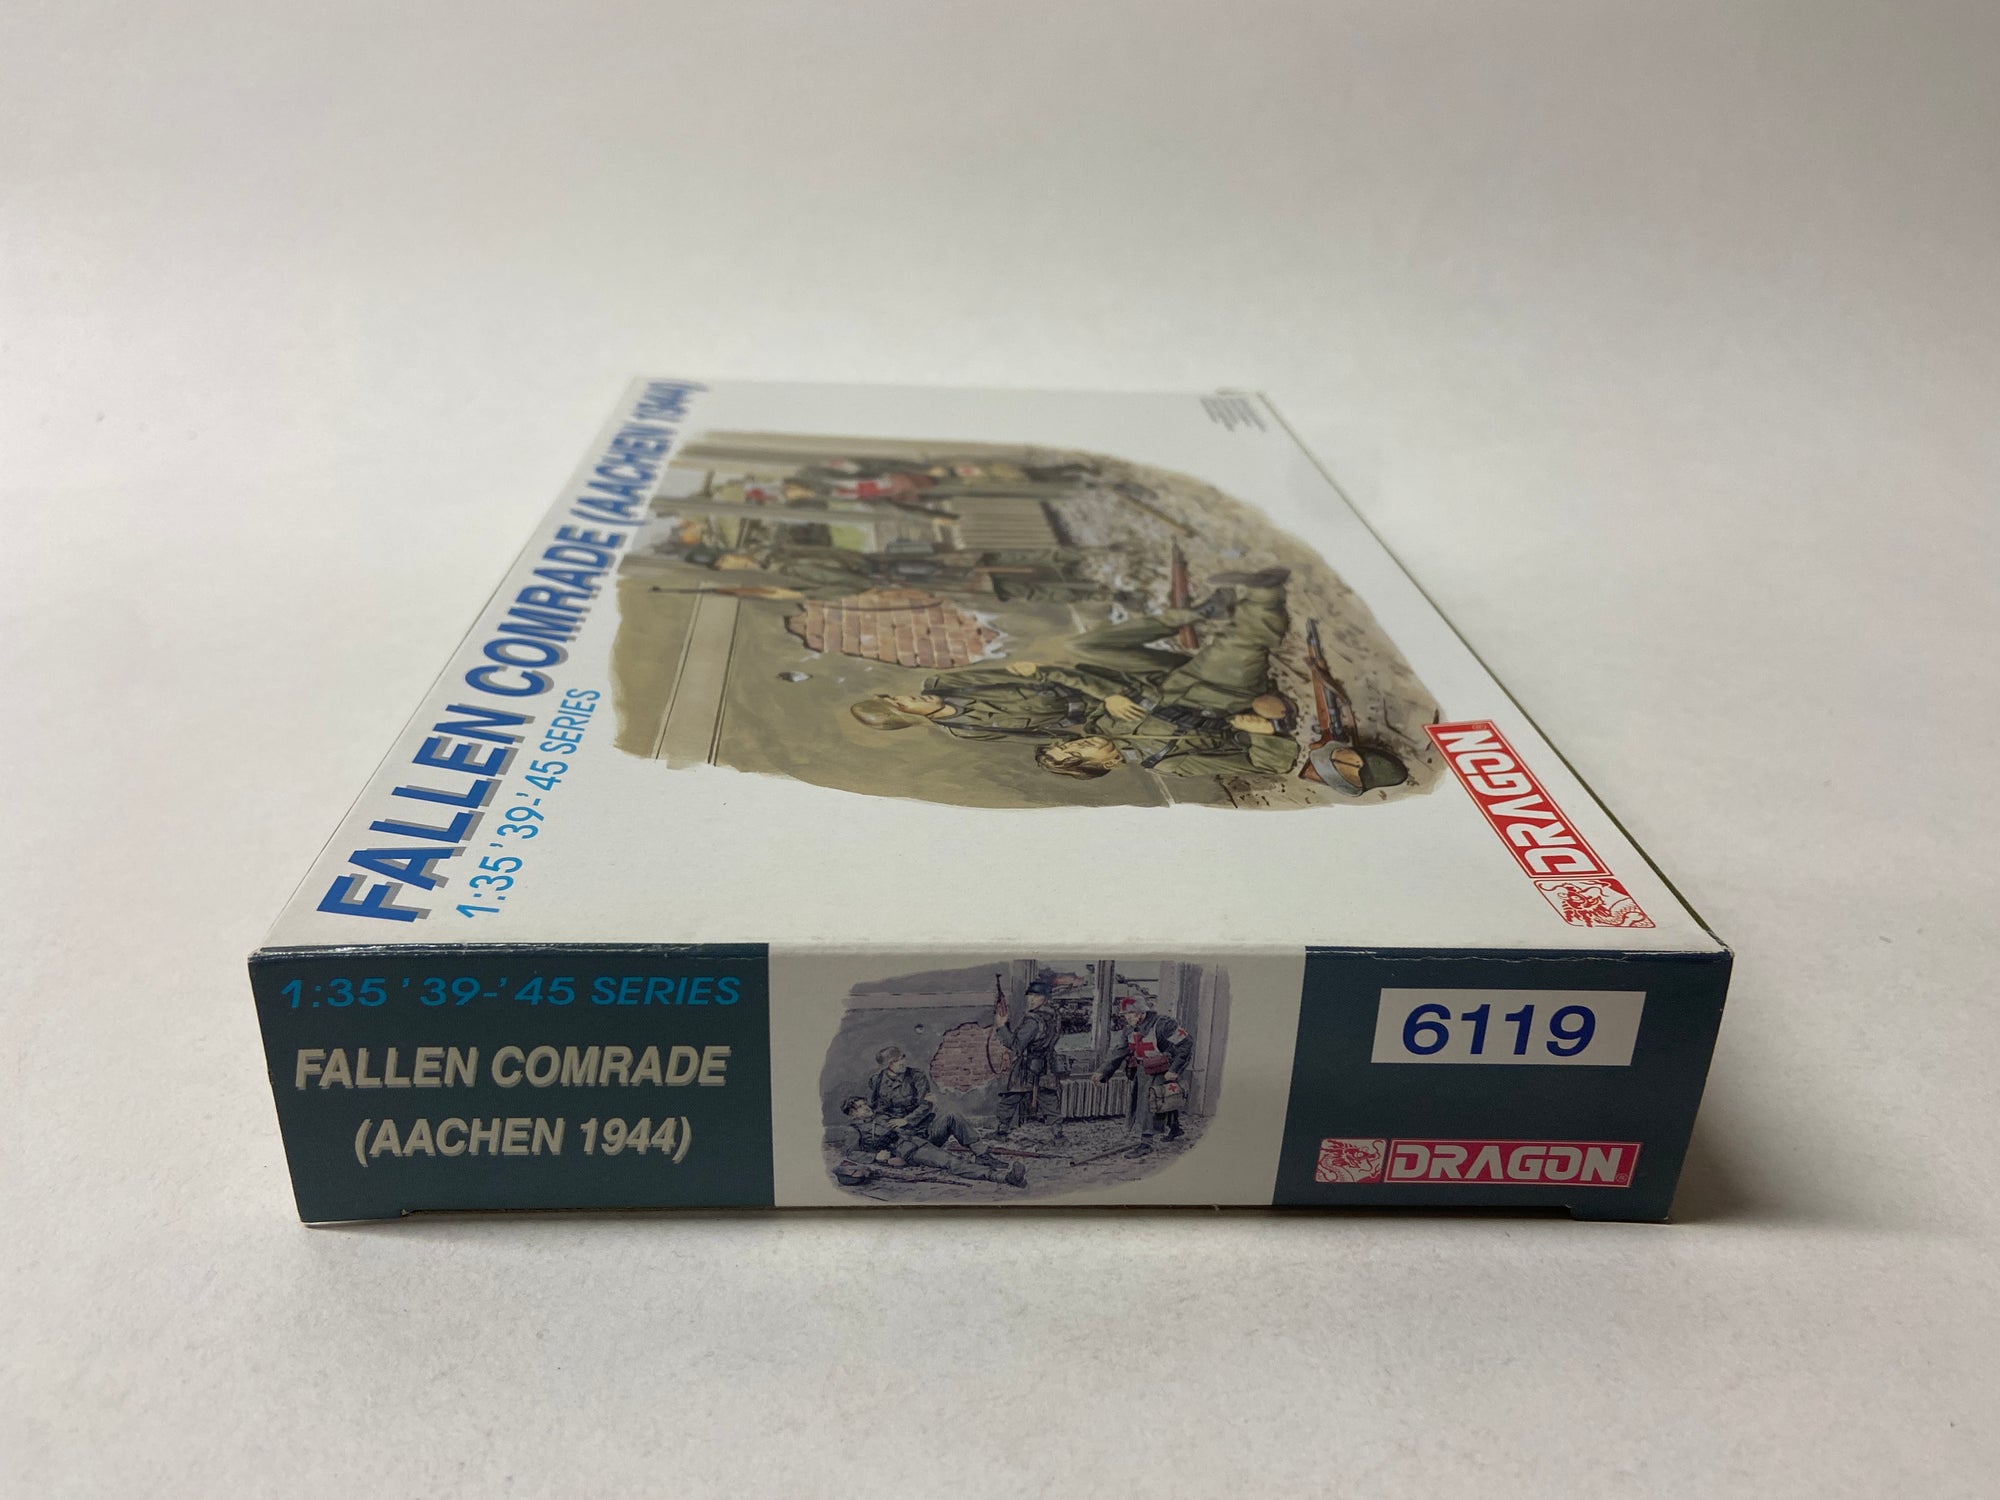 FALLEN COMRADE (AACHEN 1944)
1:35 '39-'45 SERIES
DRAGON
1:35 '39-'45 SERIES
FALLEN COMRADE
(AACHEN 1944)
6119
DRAGON